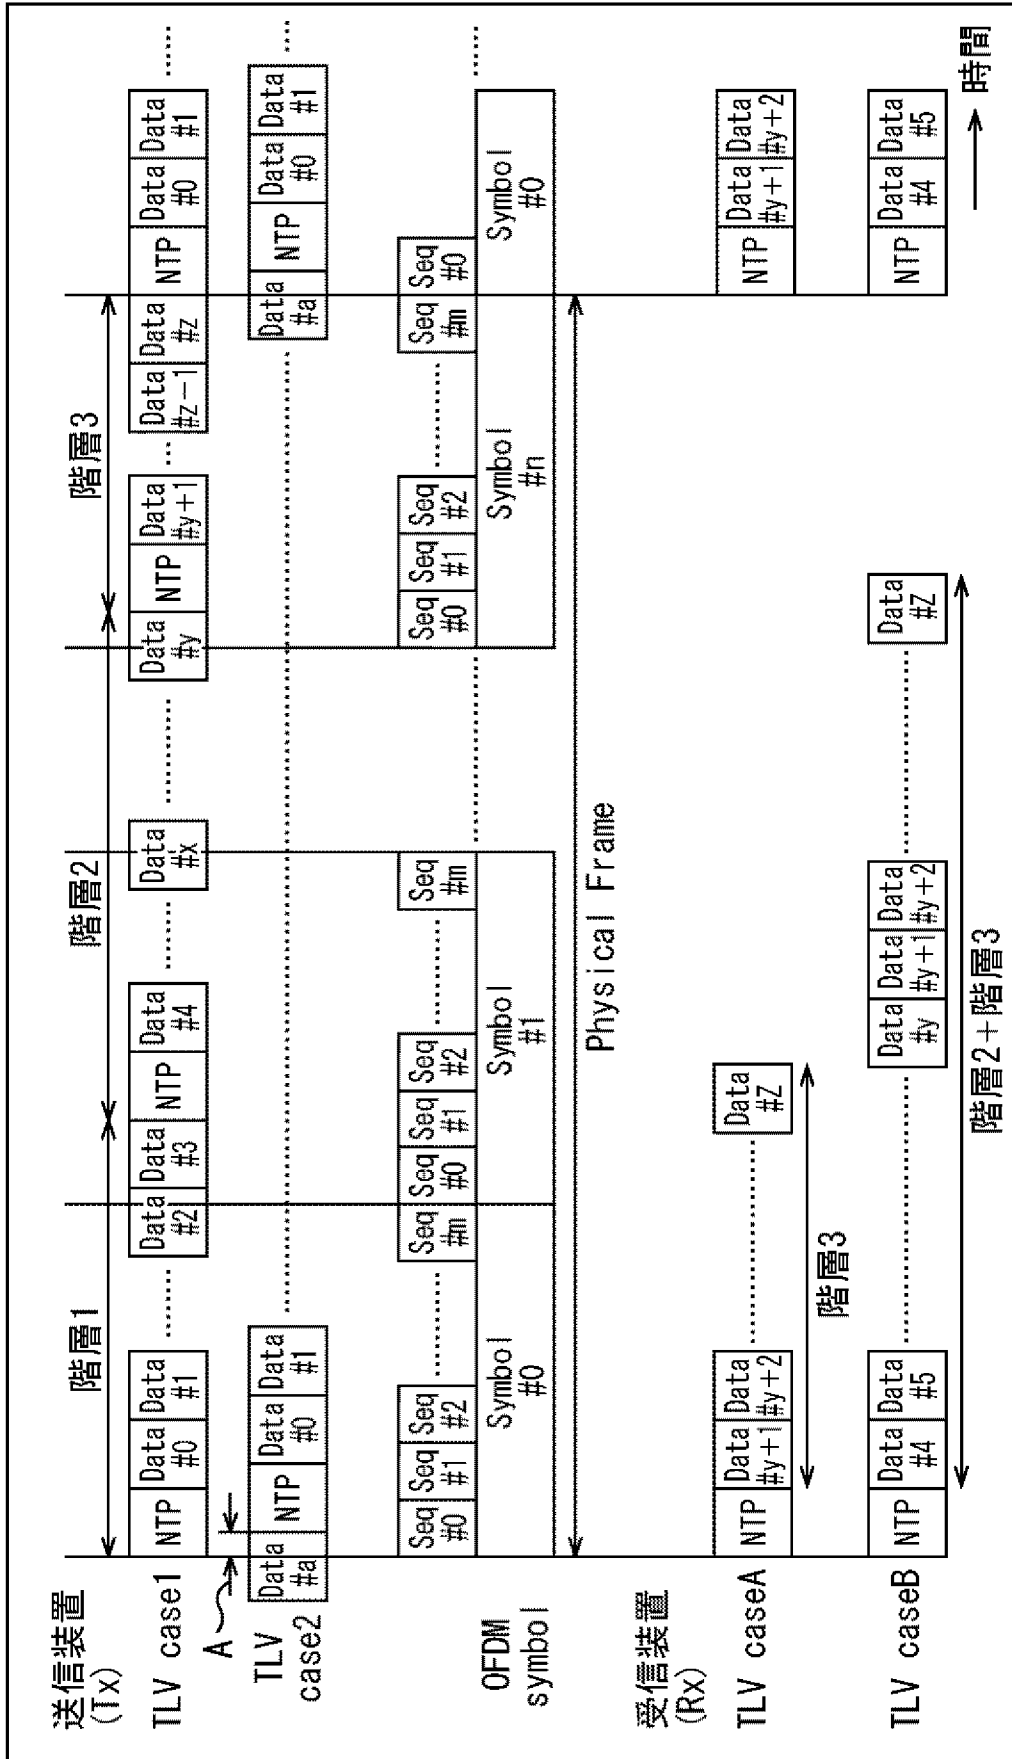 送信装置
(Tx)
階層1
階層2
階層3
TLV case1
NTP
Data
#0
Data
#1
Data
#2
Data
#3
NTP
Data
#4
Data
#x
Data
#y
NTP
Data
#y+1
Data
#z-1
Data
#z
NTP
Data
#0
Data
#1
A
TLV
case2
Data
#a
NTP
Data
#0
Data
#1
Data
#a
NTP
Data
#0
Data
#1
OFDM
symbol
Seq
#0
Seq
#1
Seq
#2
Seq
#m
Seq
#0
Seq
#1
Seq
#2
Seq
#m
Seq
#0
Seq
#1
Seq
#2
Seq
#m
Seq
#0
Symbol
#0
Symbol
#1
Symbol
#n
Symbol
#0
Physical Frame
受信装置
(Rx)
TLV caseA
NTP
Data
#y+1
Data
#y+2
Data
#Z
NTP
Data
#y+1
Data
#y+2
階層3
TLV caseB
NTP
Data
#4
Data
#5
Data
#y
Data
#y+1
Data
#y+2
Data
#Z
NTP
Data
#4
Data
#5
階層2+階層3
時間